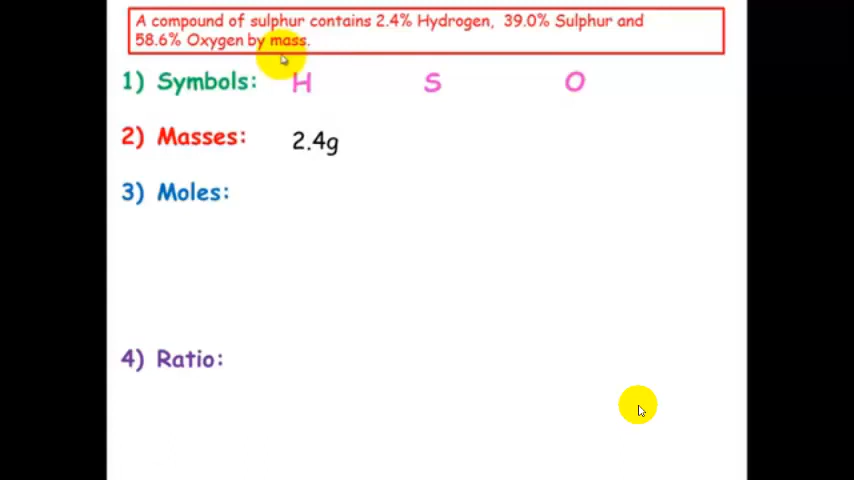 A compound of sulphur contains 2.4% Hydrogen, 39.0% Sulphur and
58.6% Oxygen by mass.
1) Symbols: H S O
2) Masses: 2.4g
3) Moles:
4) Ratio: